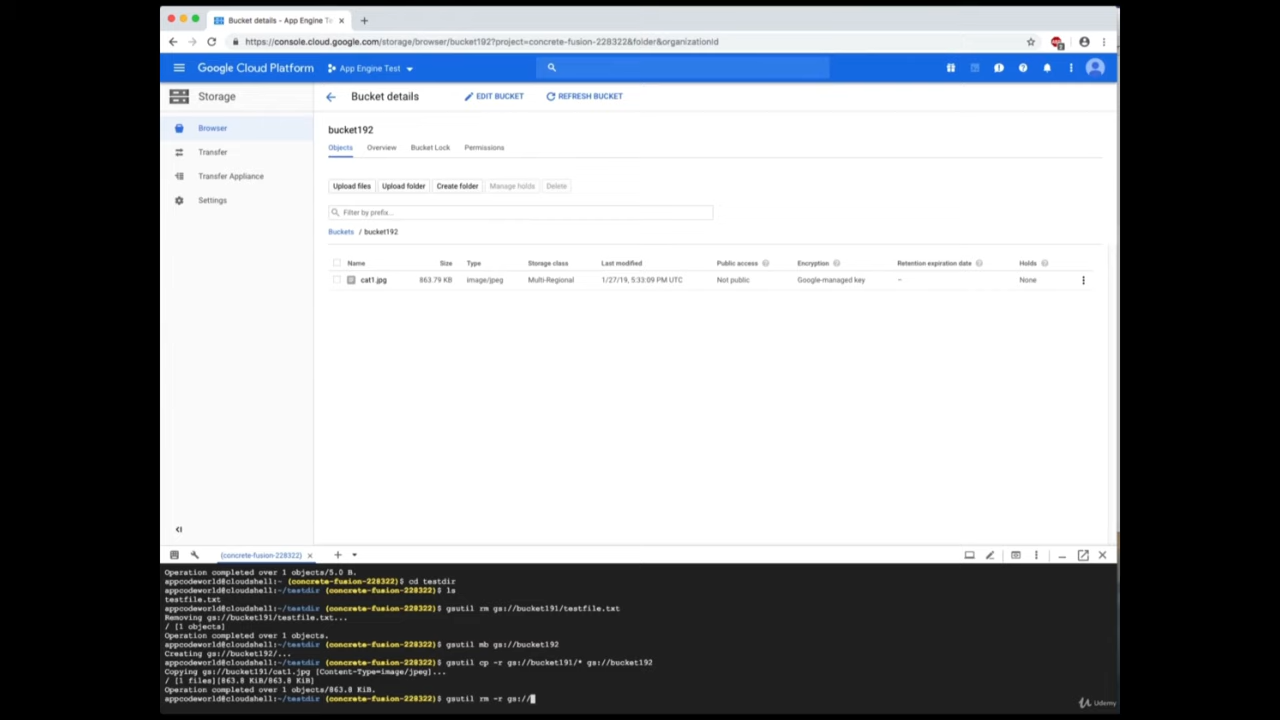 Bucket details - App Engine Te
https://console.cloud.google.com/storage/browser/bucket192?project=concrete-fusion-228322&folder&organizationId
Google Cloud Platform
App Engine Test
Storage
Bucket details
EDIT BUCKET
REFRESH BUCKET
Browser
Transfer
Transfer Appliance
Settings
bucket192
Objects Overview Bucket Lock Permissions
Upload files Upload folder Create folder Manage holds Delete
Filter by prefix...
Buckets / bucket192
Name Size Type Storage class Last modified Public access Encryption Retention expiration date Holds
cat1.jpg 863.79 KB image/jpeg Multi-Regional 1/27/19, 5:33:09 PM UTC Not public Google-managed key – None
(concrete-fusion-228322)
Operation completed over 1 objects/5.0 B.
appcodeworld@cloudshell:~ (concrete-fusion-228322)$ cd testdir
appcodeworld@cloudshell:~/testdir (concrete-fusion-228322)$ ls
testfile.txt
appcodeworld@cloudshell:~/testdir (concrete-fusion-228322)$ gsutil rm gs://bucket191/testfile.txt
Removing gs://bucket191/testfile.txt...
/ [1 objects]
Operation completed over 1 objects.
appcodeworld@cloudshell:~/testdir (concrete-fusion-228322)$ gsutil mb gs://bucket192
Creating gs://bucket192/...
appcodeworld@cloudshell:~/testdir (concrete-fusion-228322)$ gsutil cp -r gs://bucket191/* gs://bucket192
Copying gs://bucket191/cat1.jpg [Content-Type=image/jpeg]...
/ [1 files][863.8 KiB/863.8 KiB]
Operation completed over 1 objects/863.8 KiB.
appcodeworld@cloudshell:~/testdir (concrete-fusion-228322)$ gsutil rm -r gs://
Udemy